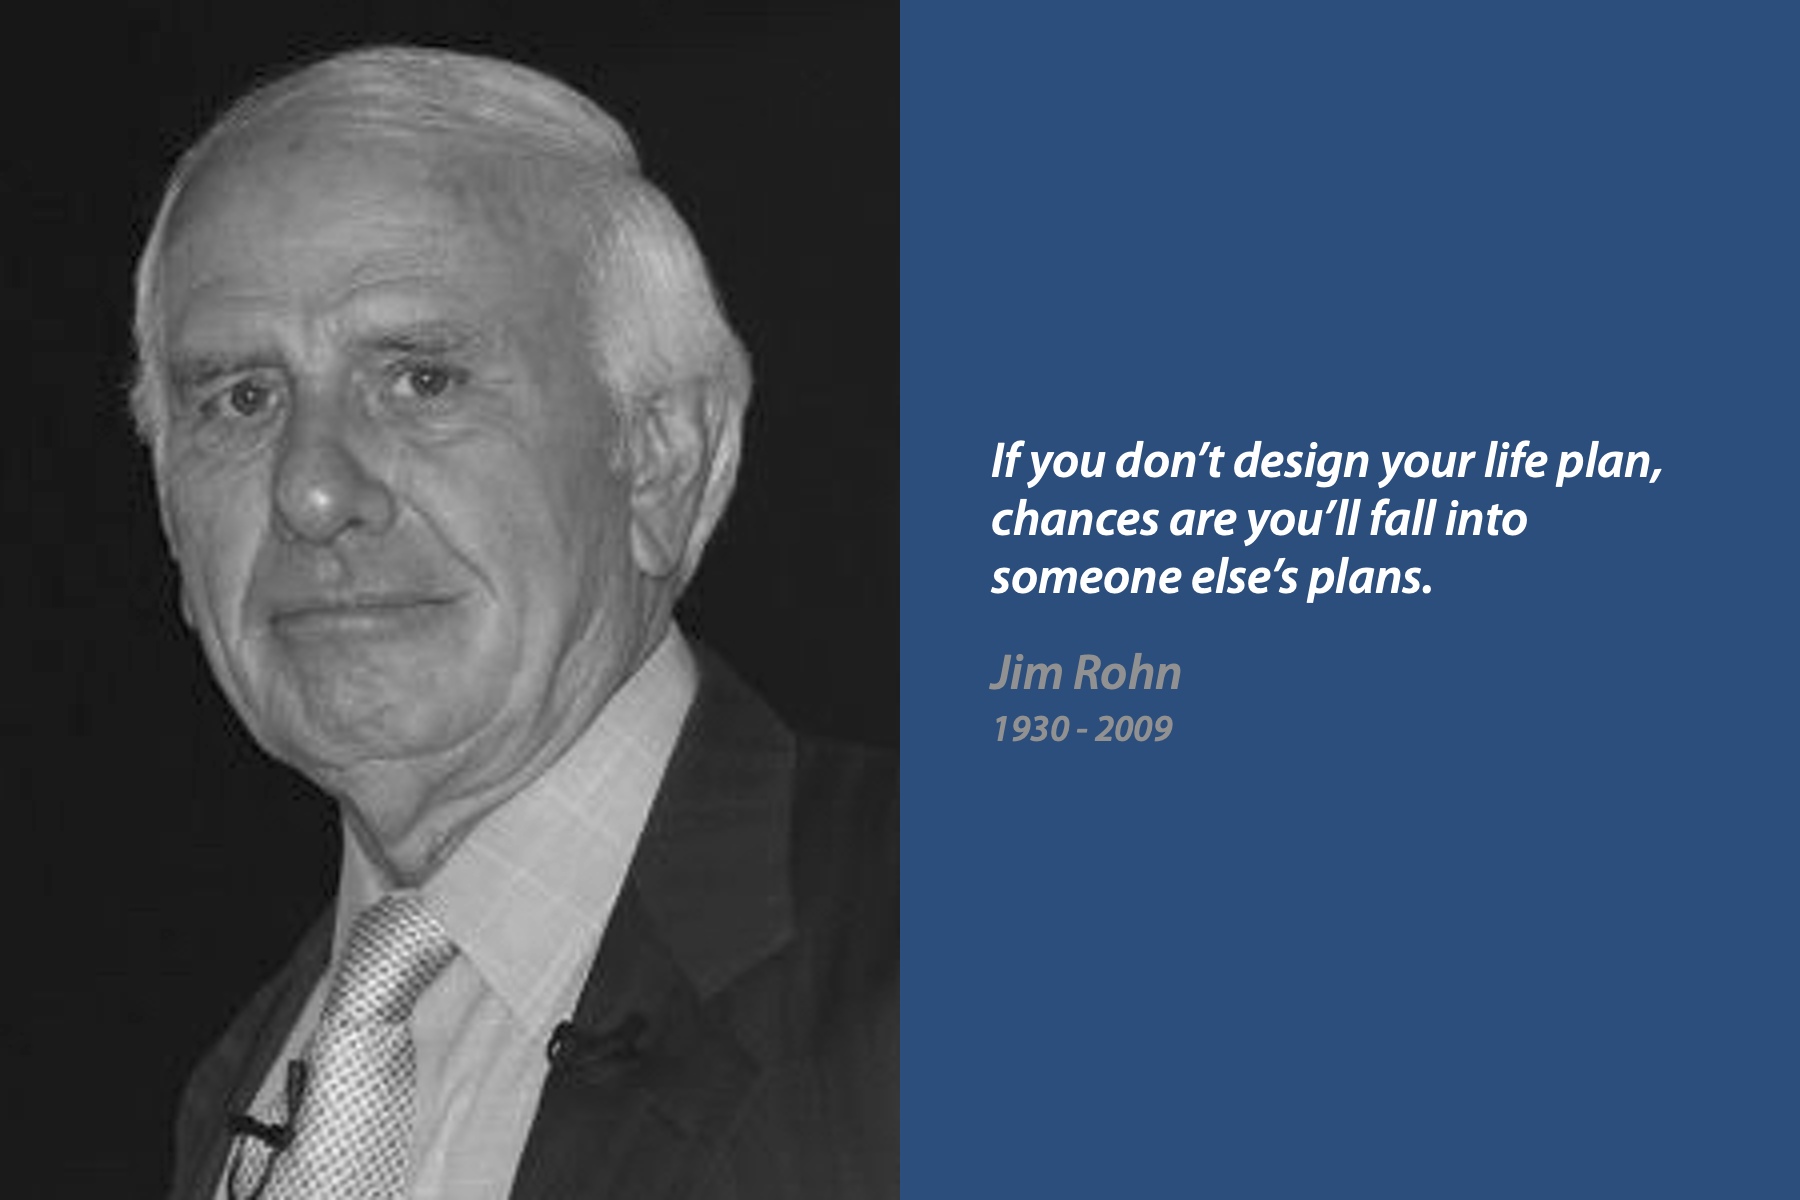 If you don’t design your life plan,
chances are you’ll fall into
someone else’s plans.
Jim Rohn
1930 - 2009